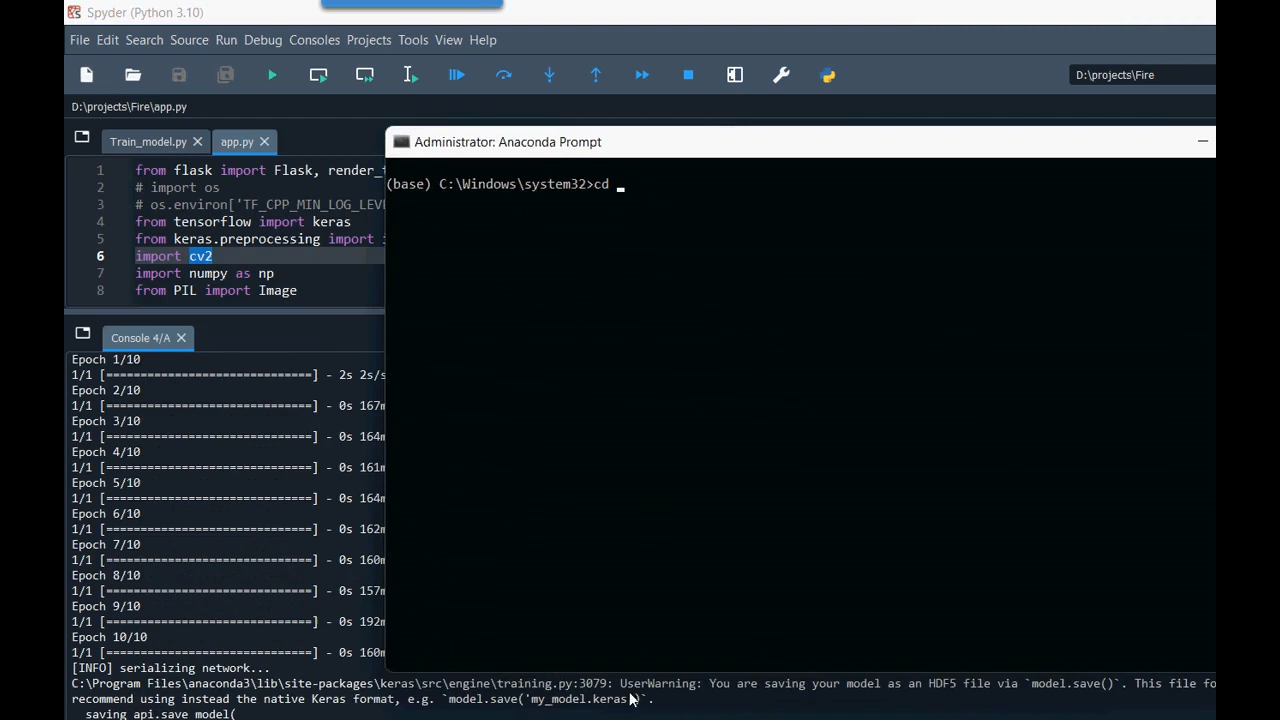 Spyder (Python 3.10)
File Edit Search Source Run Debug Consoles Projects Tools View Help
D:\projects\Fire
D:\projects\Fire\app.py
Train_model.py app.py
1 from flask import Flask, render_
2 # import os
3 # os.environ['TF_CPP_MIN_LOG_LEV
4 from tensorflow import keras
5 from keras.preprocessing import
6 import cv2
7 import numpy as np
8 from PIL import Image
Administrator: Anaconda Prompt
(base) C:\Windows\system32>cd
Console 4/A
Epoch 1/10
1/1 [==============================] - 2s 2s/s
Epoch 2/10
1/1 [==============================] - 0s 167m
Epoch 3/10
1/1 [==============================] - 0s 164m
Epoch 4/10
1/1 [==============================] - 0s 161m
Epoch 5/10
1/1 [==============================] - 0s 164m
Epoch 6/10
1/1 [==============================] - 0s 162m
Epoch 7/10
1/1 [==============================] - 0s 160m
Epoch 8/10
1/1 [==============================] - 0s 157m
Epoch 9/10
1/1 [==============================] - 0s 192m
Epoch 10/10
1/1 [==============================] - 0s 160m
[INFO] serializing network...
C:\Program Files\anaconda3\lib\site-packages\keras\src\engine\training.py:3079: UserWarning: You are saving your model as an HDF5 file via `model.save()`. This file fo
recommend using instead the native Keras format, e.g. `model.save('my_model.keras')`.
saving_api.save_model(